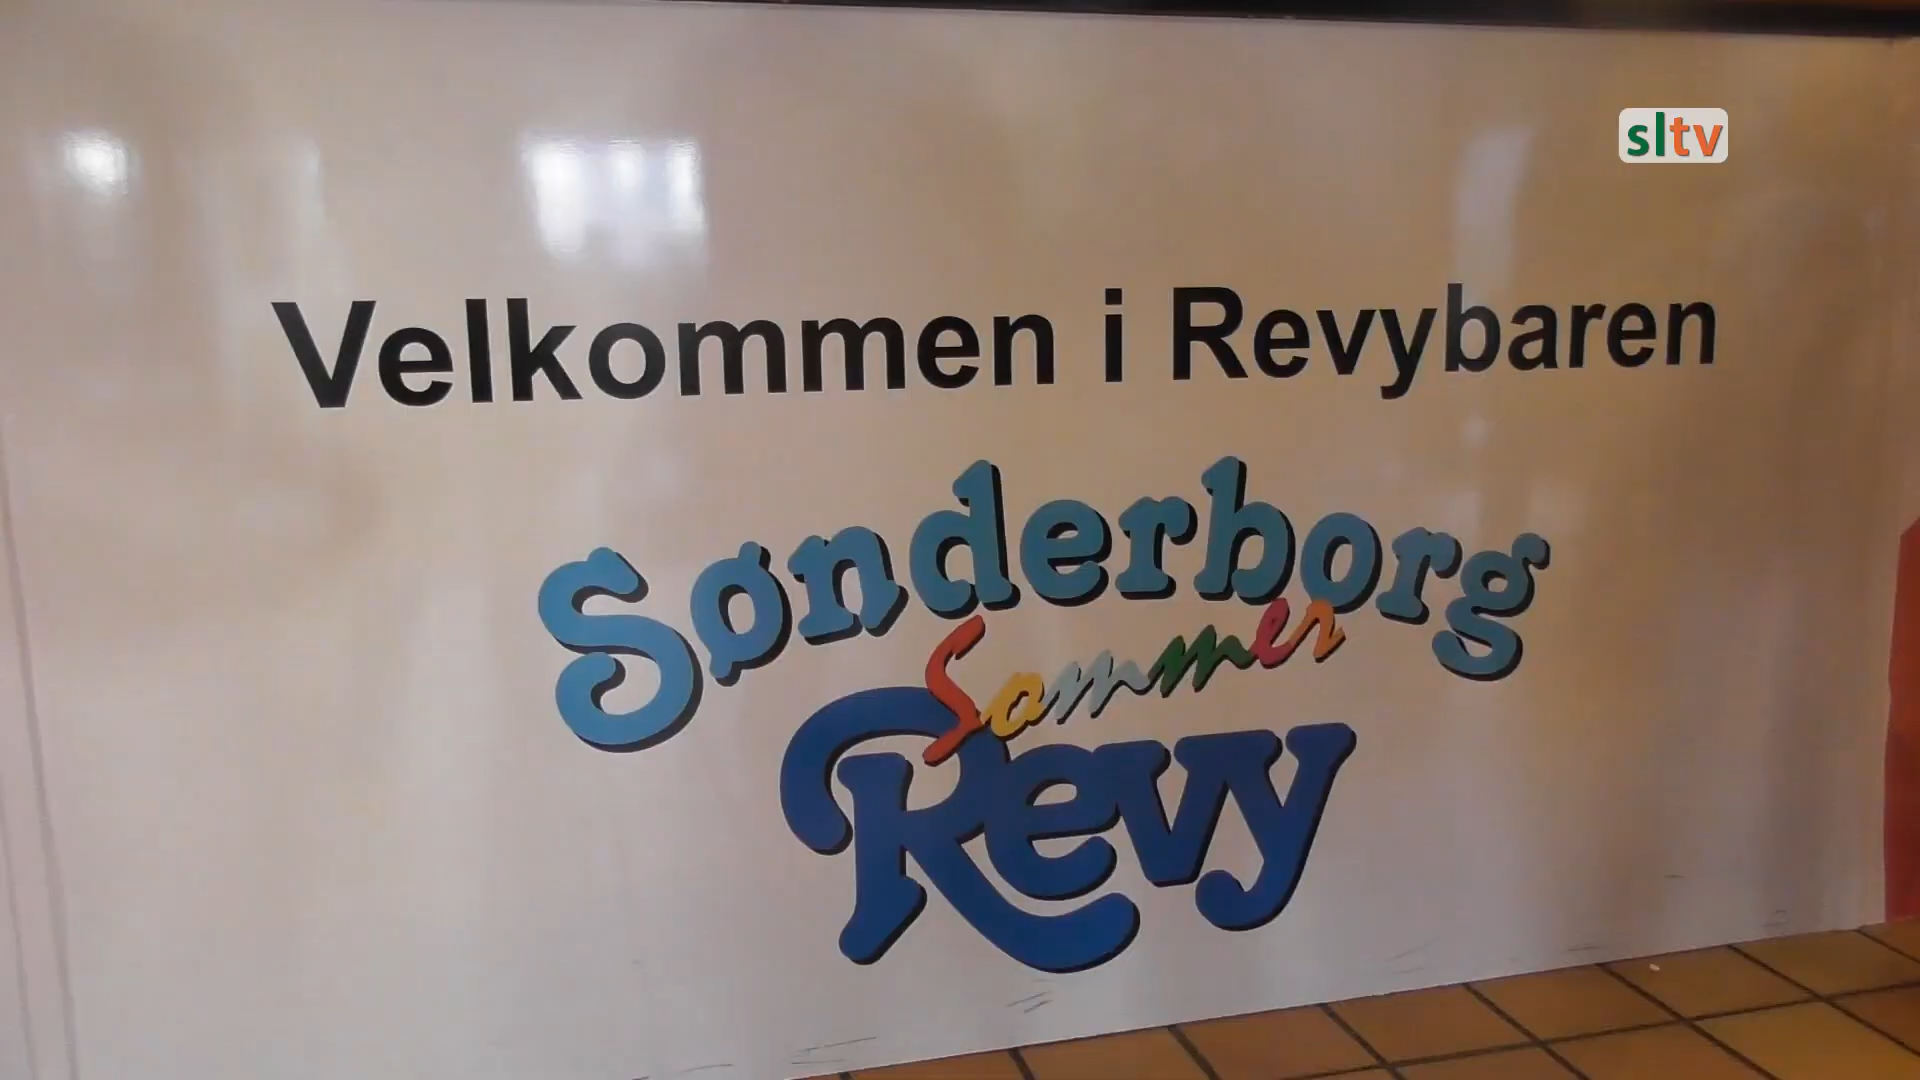 sltv
Velkommen i Revybaren
Sønderborg
Sommer
Revy